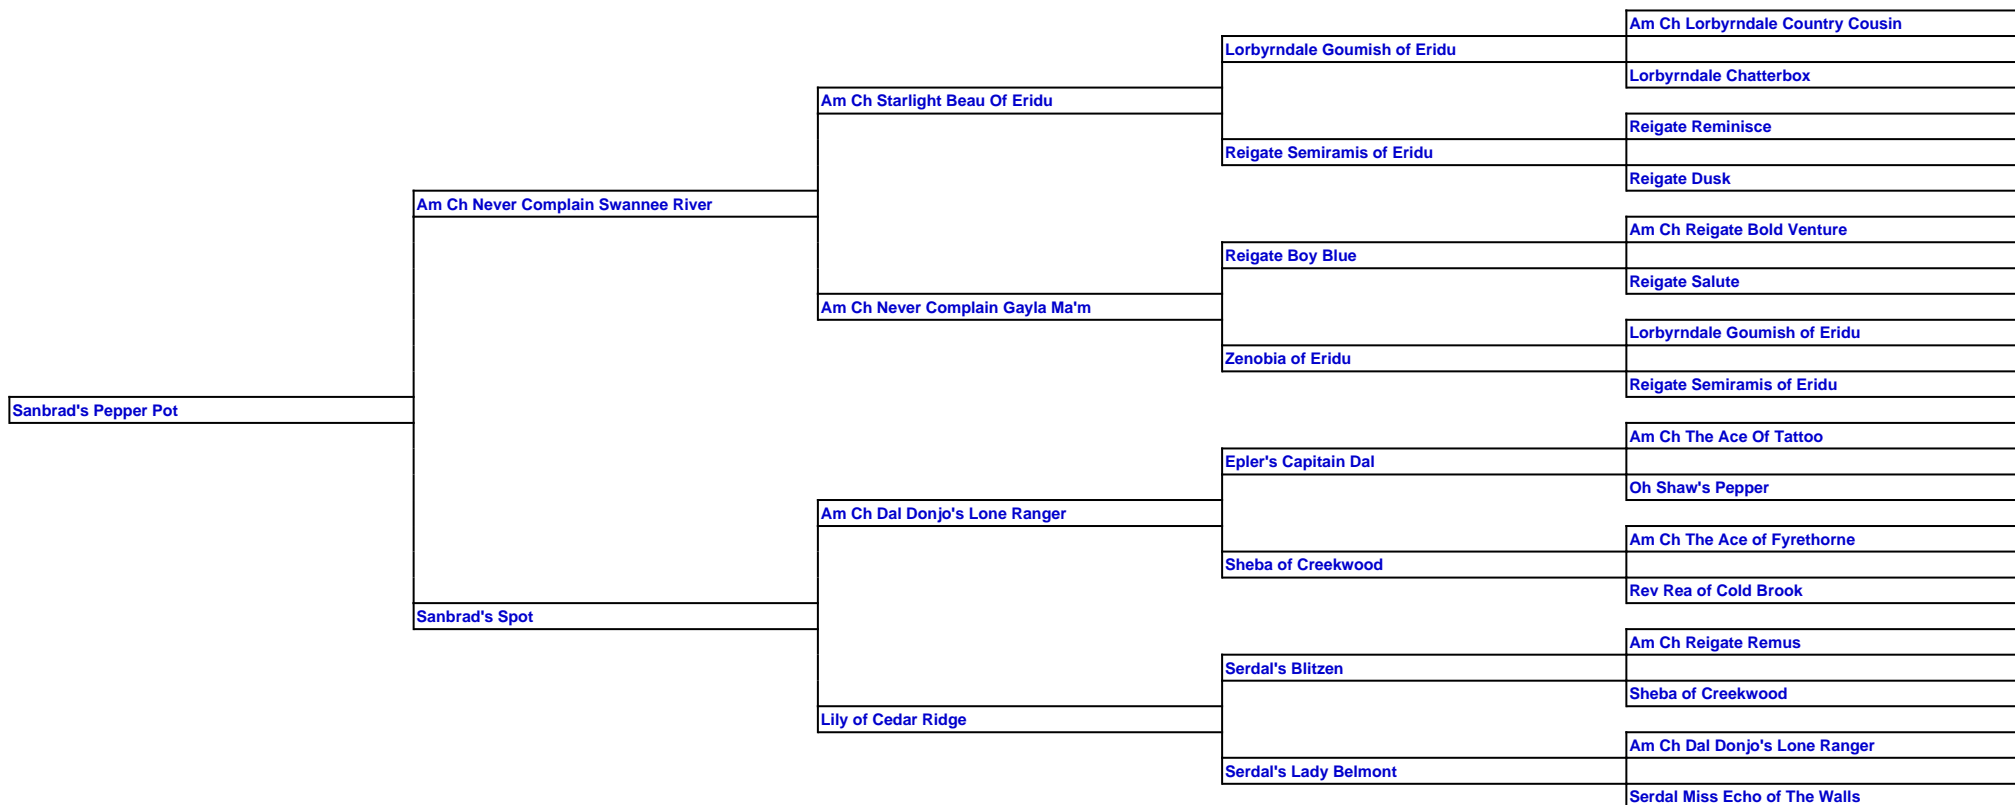 Am Ch Lorbyrndale Country Cousin
Lorbyrndale Goumish of Eridu
Lorbyrndale Chatterbox
Am Ch Starlight Beau Of Eridu
Reigate Reminisce
Reigate Semiramis of Eridu
Reigate Dusk
Am Ch Never Complain Swannee River
Am Ch Reigate Bold Venture
Reigate Boy Blue
Reigate Salute
Am Ch Never Complain Gayla Ma'm
Lorbyrndale Goumish of Eridu
Zenobia of Eridu
Reigate Semiramis of Eridu
Sanbrad's Pepper Pot
Am Ch The Ace Of Tattoo
Epler's Capitain Dal
Oh Shaw's Pepper
Am Ch Dal Donjo's Lone Ranger
Am Ch The Ace of Fyrethorne
Sheba of Creekwood
Rev Rea of Cold Brook
Sanbrad's Spot
Am Ch Reigate Remus
Serdal's Blitzen
Sheba of Creekwood
Lily of Cedar Ridge
Am Ch Dal Donjo's Lone Ranger
Serdal's Lady Belmont
Serdal Miss Echo of The Walls